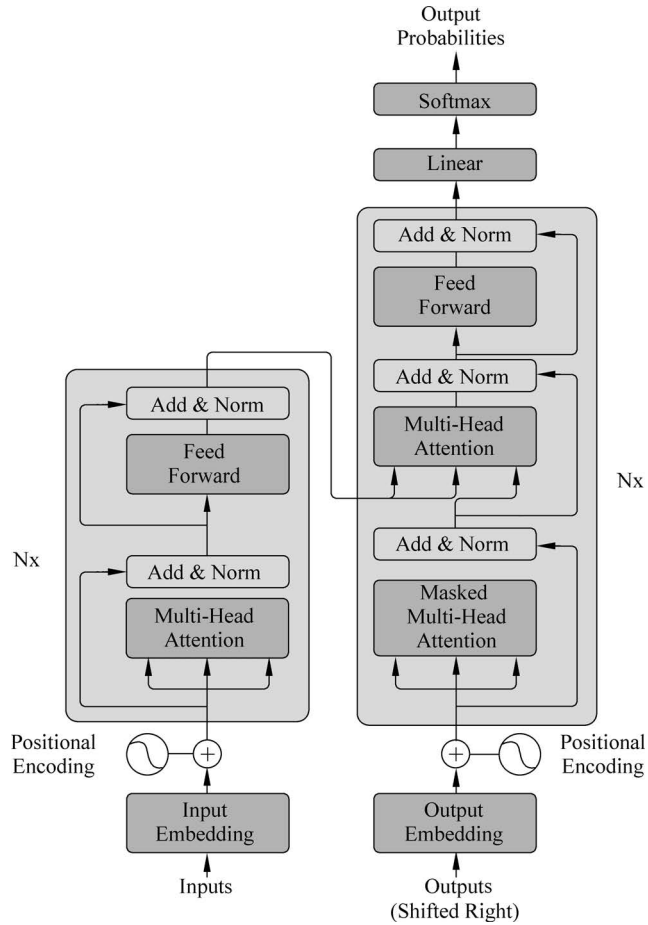 Output
Probabilities
Softmax
Linear
Add & Norm
Feed
Forward
Add & Norm
Multi-Head
Attention
Nx
Add & Norm
Masked
Multi-Head
Attention
Add & Norm
Feed
Forward
Nx
Add & Norm
Multi-Head
Attention
Positional
Encoding
Positional
Encoding
Input
Embedding
Output
Embedding
Inputs
Outputs
(Shifted Right)